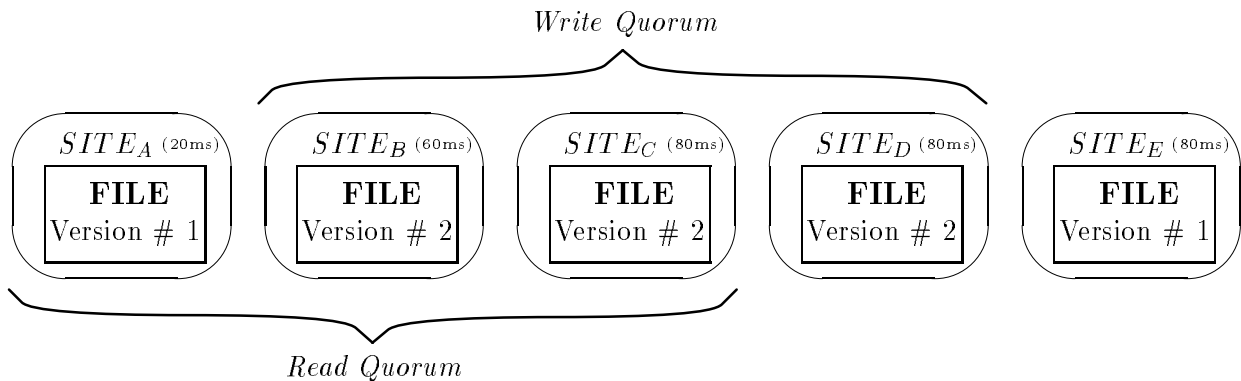 Write Quorum
SITE_A (20ms) SITE_B (60ms) SITE_C (80ms) SITE_D (80ms) SITE_E (80ms)
FILE FILE FILE FILE FILE
Version # 1 Version # 2 Version # 2 Version # 2 Version # 1
Read Quorum